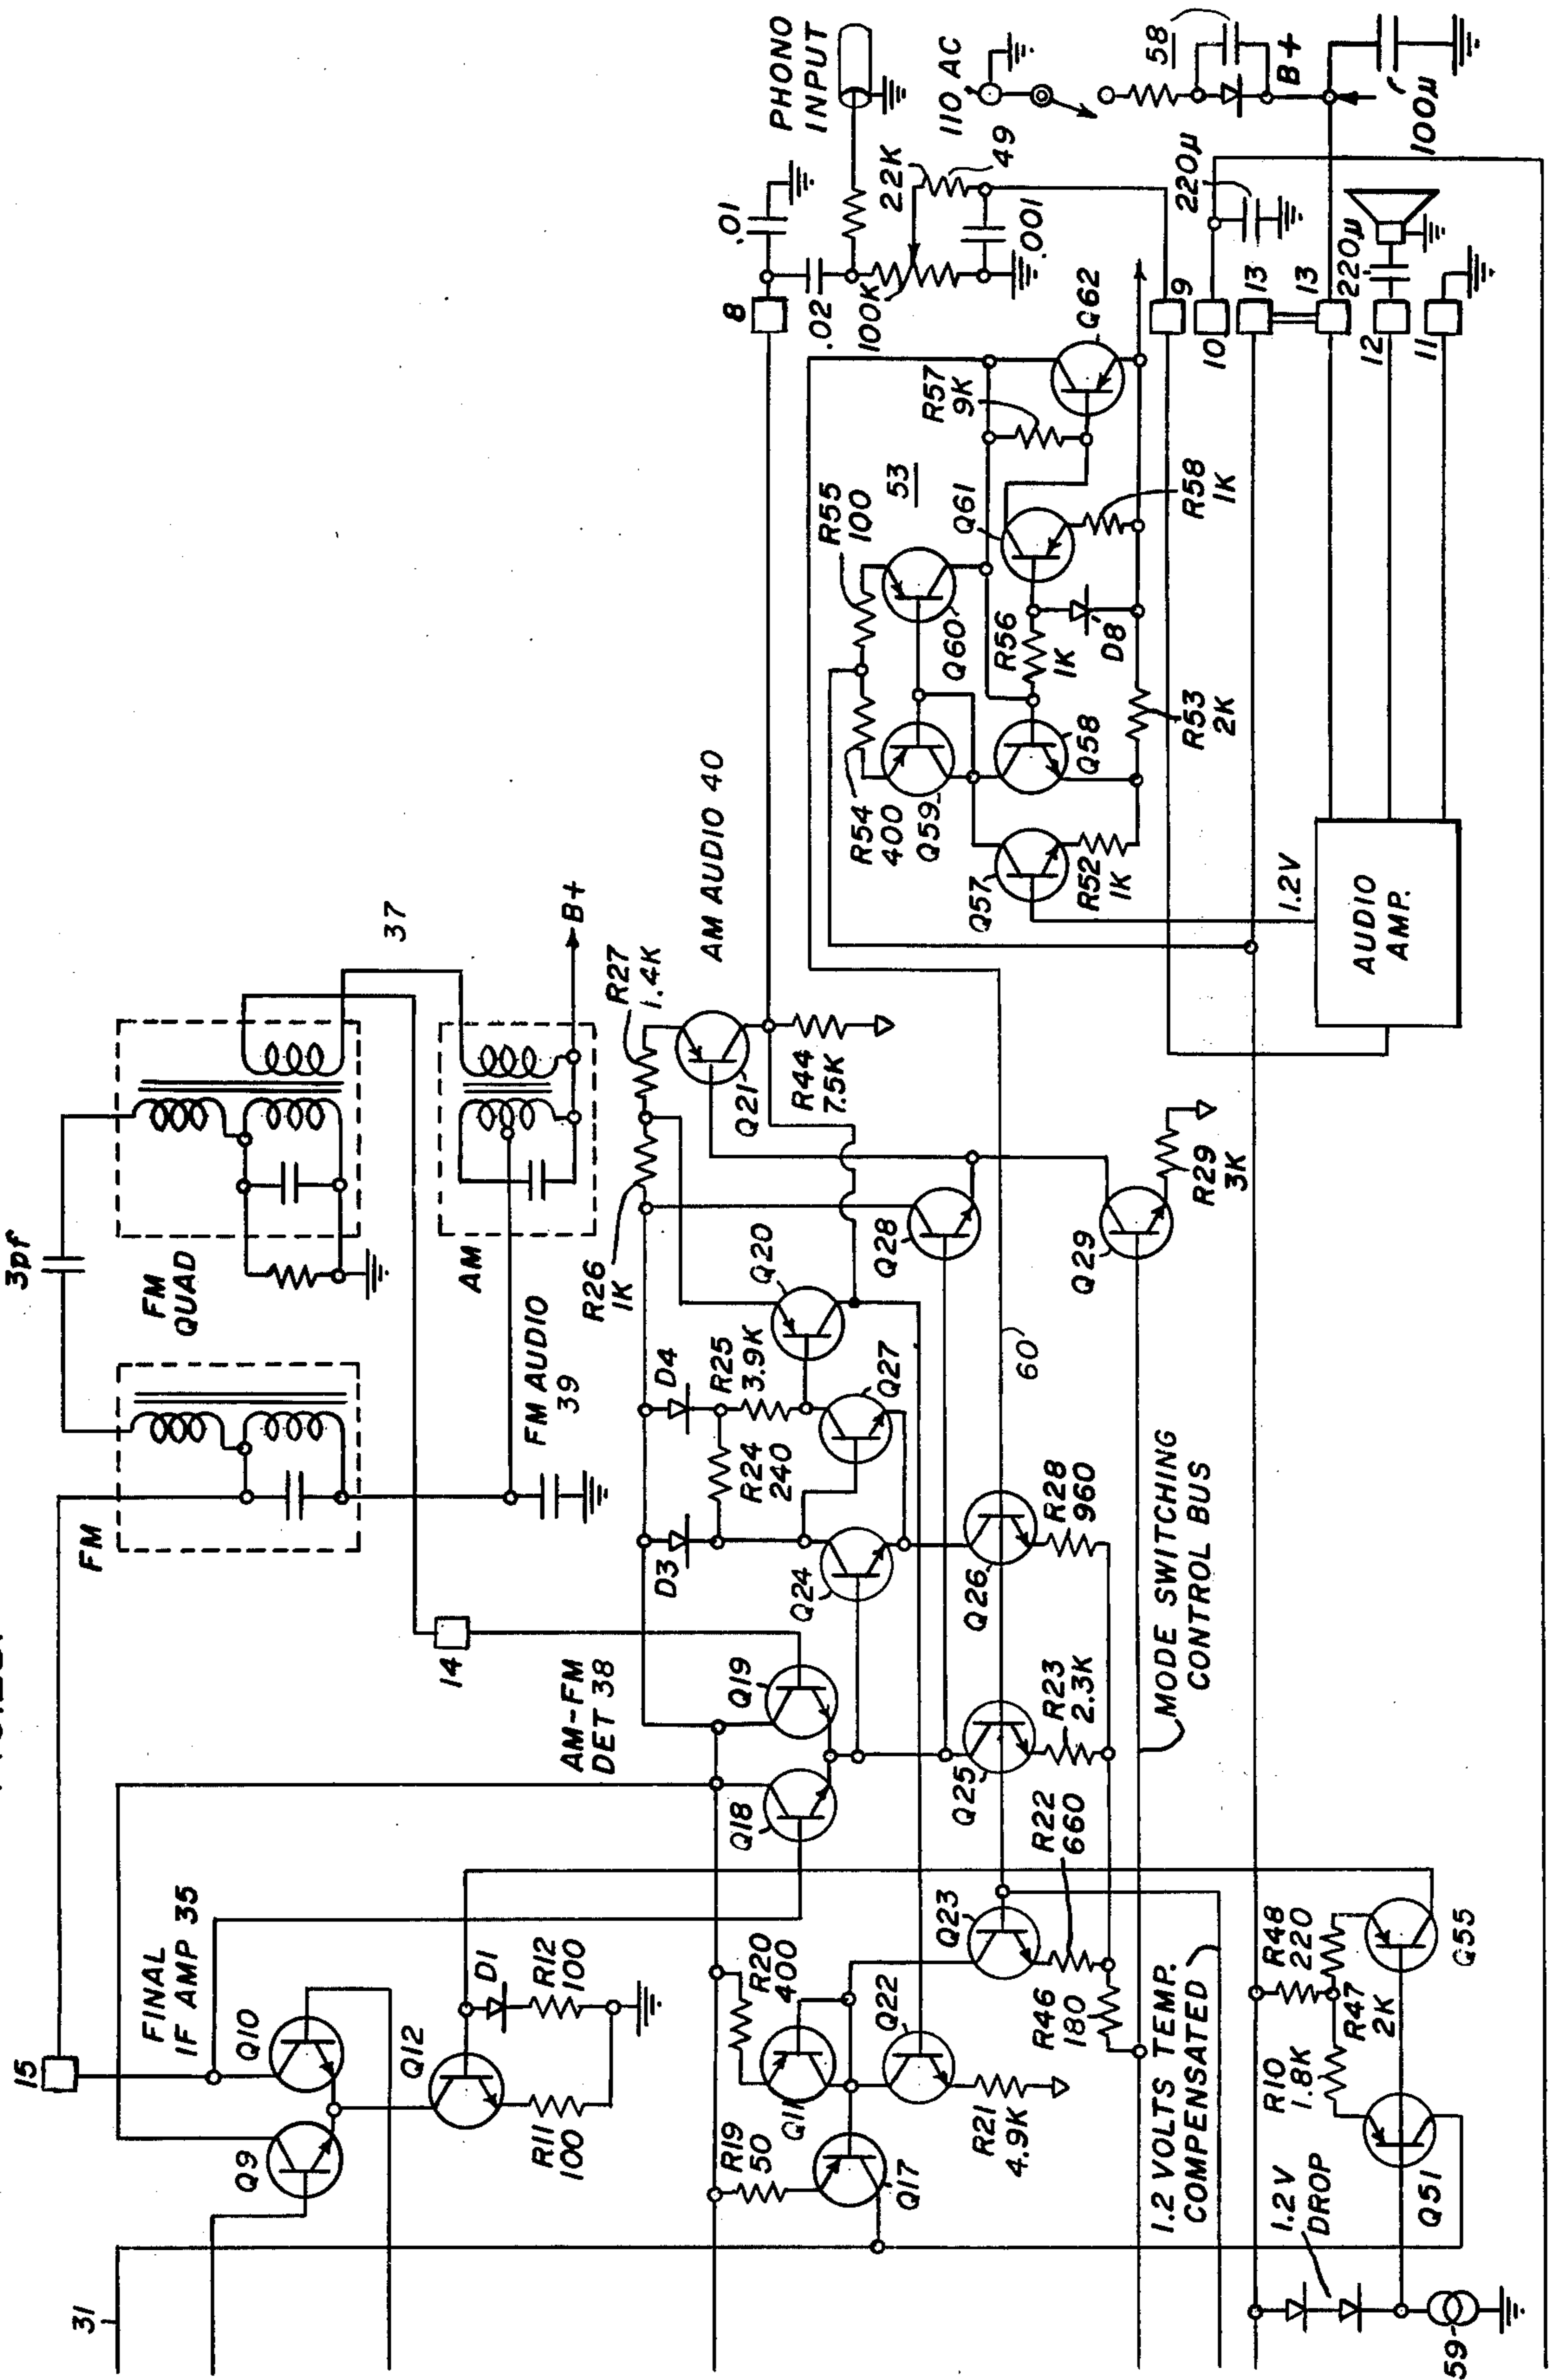 3pf
FM
FM
QUAD
37
AM
B+
FM AUDIO
39
15
FINAL
IF AMP 35
Q10
Q9
Q12
D1
R12
100
R11
100
31
14
AM-FM
DET 38
Q19
Q18
R26
1K
R27
1.4K
AM AUDIO 40
Q21
R44
7.5K
D3
D4
R24
240
R25
3.9K
Q20
Q24
Q27
Q28
Q29
R29
3K
R19
50
R20
400
Q17
Q22
R21
4.9K
Q23
R22
660
R46
180
Q25
R23
2.3K
Q26
R28
960
60
MODE SWITCHING
CONTROL BUS
1.2 VOLTS TEMP.
COMPENSATED
1.2V
DROP
59
Q51
R10
1.8K
R47
2K
R48
220
8
.01
.02
100K
PHONO
INPUT
22K
49
.001
110 AC
58
B+
100µ
220µ
9
10
13
13
220µ
12
11
R54
400
R55
100
53
Q59
Q60
Q57
Q58
R52
1K
R53
2K
R56
1K
D8
Q61
R57
9K
R58
1K
Q62
1.2V
AUDIO
AMP.